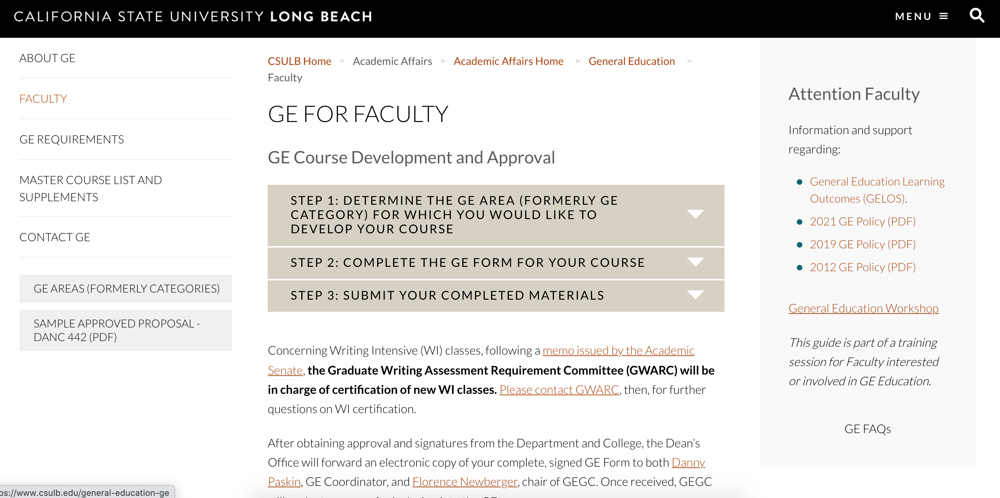 CALIFORNIA STATE UNIVERSITY LONG BEACH
MENU
ABOUT GE
FACULTY
GE REQUIREMENTS
MASTER COURSE LIST AND
SUPPLEMENTS
CONTACT GE
GE AREAS (FORMERLY CATEGORIES)
SAMPLE APPROVED PROPOSAL -
DANC 442 (PDF)
CSULB Home
Academic Affairs
Academic Affairs Home
General Education
Faculty
GE FOR FACULTY
GE Course Development and Approval
STEP 1: DETERMINE THE GE AREA (FORMERLY GE
CATEGORY) FOR WHICH YOU WOULD LIKE TO
DEVELOP YOUR COURSE
STEP 2: COMPLETE THE GE FORM FOR YOUR COURSE
STEP 3: SUBMIT YOUR COMPLETED MATERIALS
Concerning Writing Intensive (WI) classes, following a memo issued by the Academic
Senate, the Graduate Writing Assessment Requirement Committee (GWARC) will be
in charge of certification of new WI classes. Please contact GWARC, then, for further
questions on WI certification.
After obtaining approval and signatures from the Department and College, the Dean’s
Office will forward an electronic copy of your complete, signed GE Form to both Danny
Paskin, GE Coordinator, and Florence Newberger, chair of GEGC. Once received, GEGC
Attention Faculty
Information and support
regarding:
General Education Learning
Outcomes (GELOS).
2021 GE Policy (PDF)
2019 GE Policy (PDF)
2012 GE Policy (PDF)
General Education Workshop
This guide is part of a training
session for Faculty interested
or involved in GE Education.
GE FAQs
ps://www.csulb.edu/general-education-ge